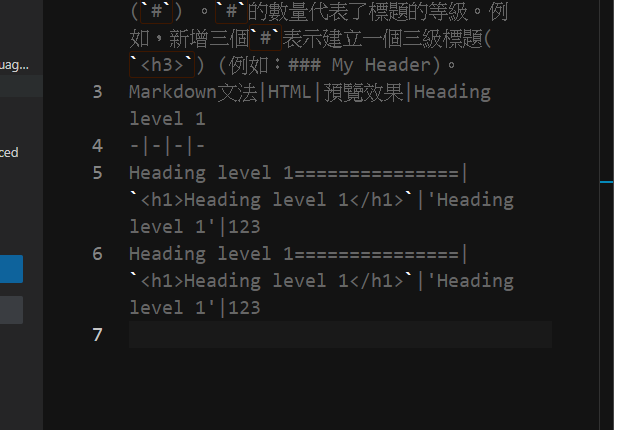 (`#`) 。`#`的數量代表了標題的等級。例
如，新增三個`#`表示建立一個三級標題(
`<h3>`) (例如：### My Header)。
uag...
3 Markdown文法|HTML|預覽效果|Heading
level 1
4 -|-|-|-
ced
5 Heading level 1===============|
`<h1>Heading level 1</h1>`|'Heading
level 1'|123
6 Heading level 1===============|
`<h1>Heading level 1</h1>`|'Heading
level 1'|123
7